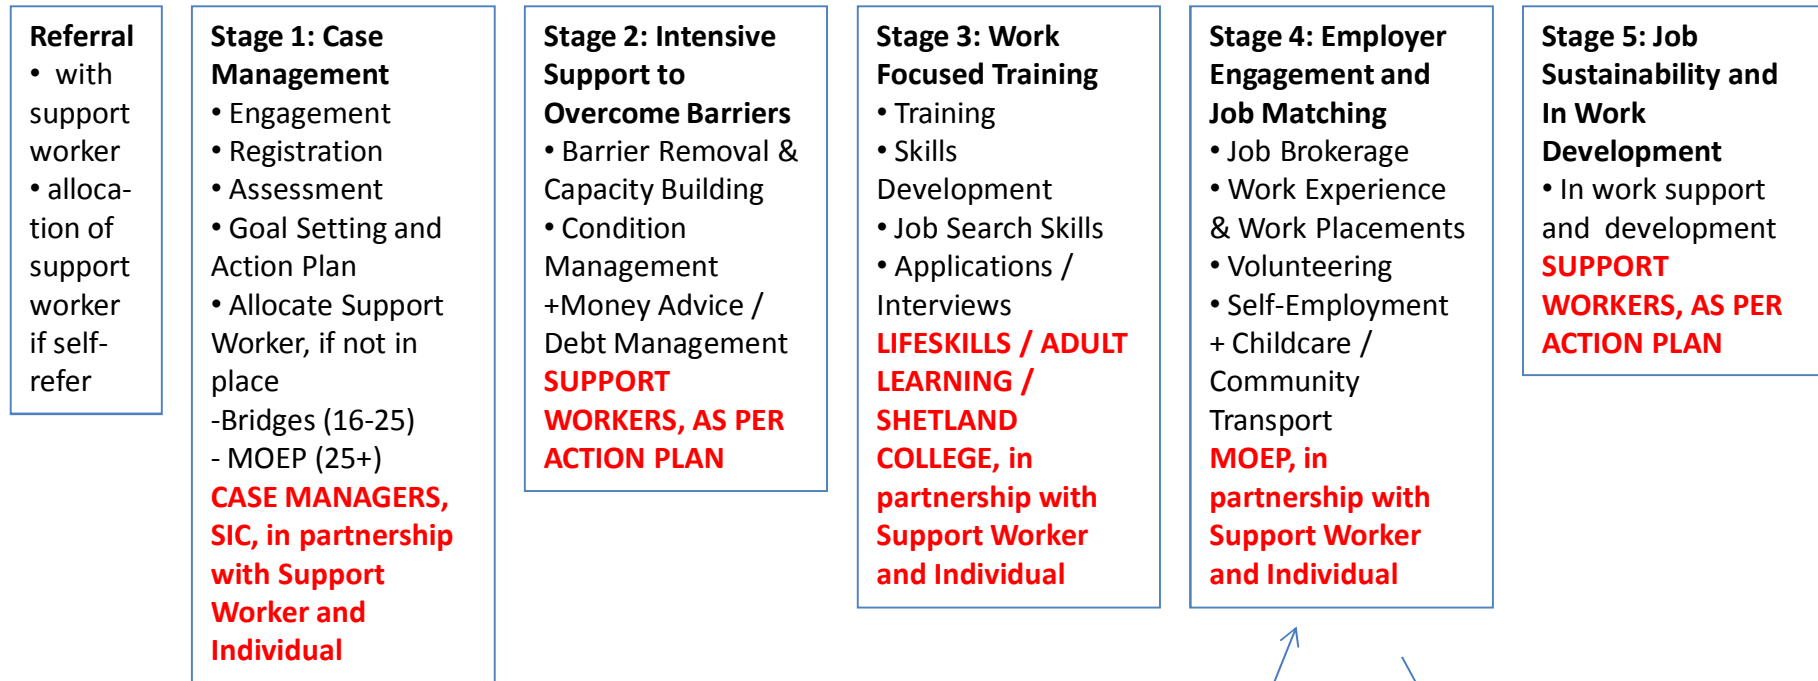 Referral
• with
support
worker
• alloca-
tion of
support
worker
if self-
refer
Stage 1: Case
Management
• Engagement
• Registration
• Assessment
• Goal Setting and
Action Plan
• Allocate Support
Worker, if not in
place
-Bridges (16-25)
- MOEP (25+)
CASE MANAGERS,
SIC, in partnership
with Support
Worker and
Individual
Stage 2: Intensive
Support to
Overcome Barriers
• Barrier Removal &
Capacity Building
• Condition
Management
+Money Advice /
Debt Management
SUPPORT
WORKERS, AS PER
ACTION PLAN
Stage 3: Work
Focused Training
• Training
• Skills
Development
• Job Search Skills
• Applications /
Interviews
LIFESKILLS / ADULT
LEARNING /
SHETLAND
COLLEGE, in
partnership with
Support Worker
and Individual
Stage 4: Employer
Engagement and
Job Matching
• Job Brokerage
• Work Experience
& Work Placements
• Volunteering
• Self-Employment
+ Childcare /
Community
Transport
MOEP, in
partnership with
Support Worker
and Individual
Stage 5: Job
Sustainability and
In Work
Development
• In work support
and development
SUPPORT
WORKERS, AS PER
ACTION PLAN